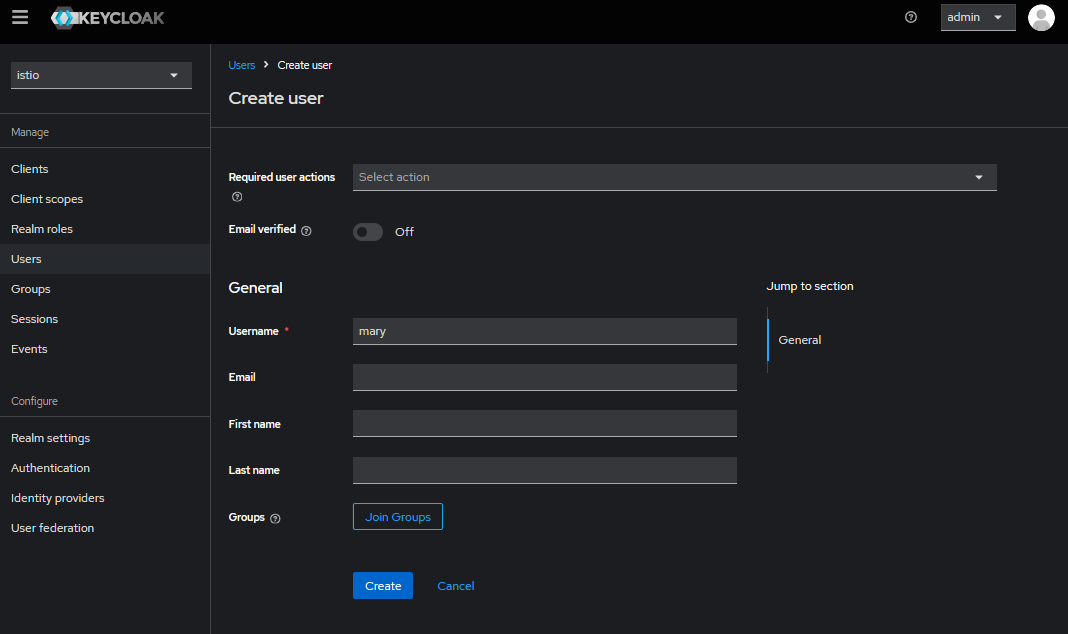 KEYCLOAK
admin
istio
Manage
Clients
Client scopes
Realm roles
Users
Groups
Sessions
Events
Configure
Realm settings
Authentication
Identity providers
User federation
Users > Create user
Create user
Required user actions
Select action
Email verified
Off
General
Username *
mary
Email
First name
Last name
Groups
Join Groups
Create
Cancel
Jump to section
General